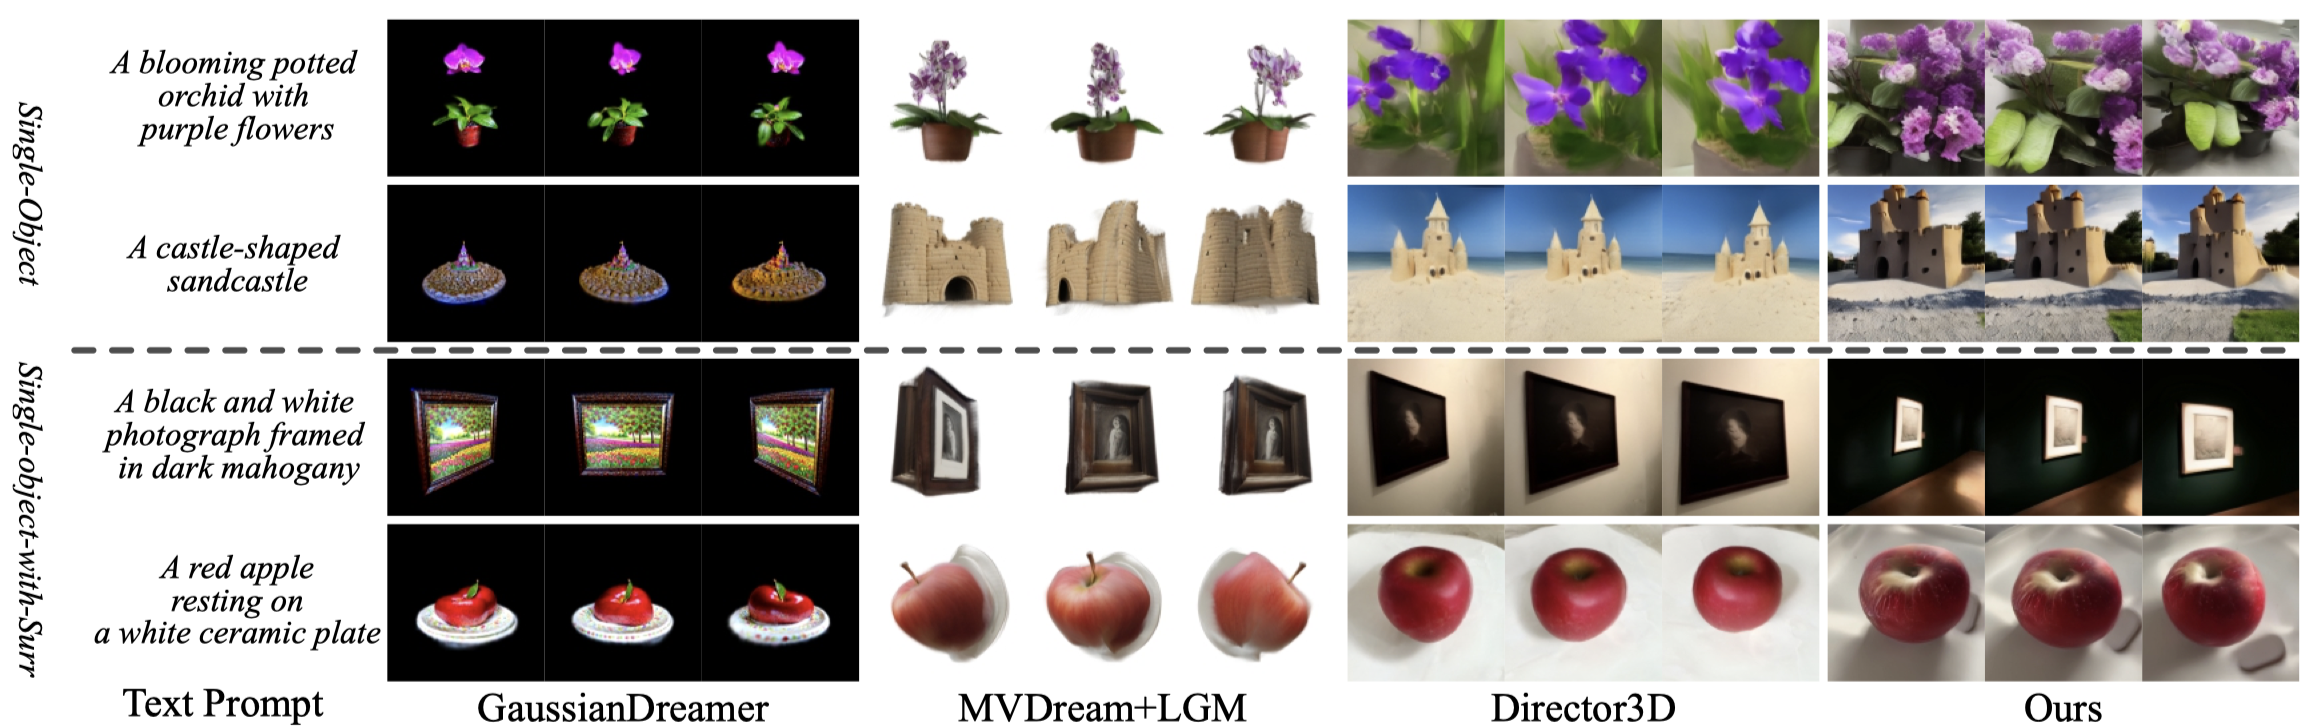 Single-Object
A blooming potted
orchid with
purple flowers
A castle-shaped
sandcastle
Single-object-with-Surr
A black and white
photograph framed
in dark mahogany
A red apple
resting on
a white ceramic plate
Text Prompt
GaussianDreamer
MVDream+LGM
Director3D
Ours